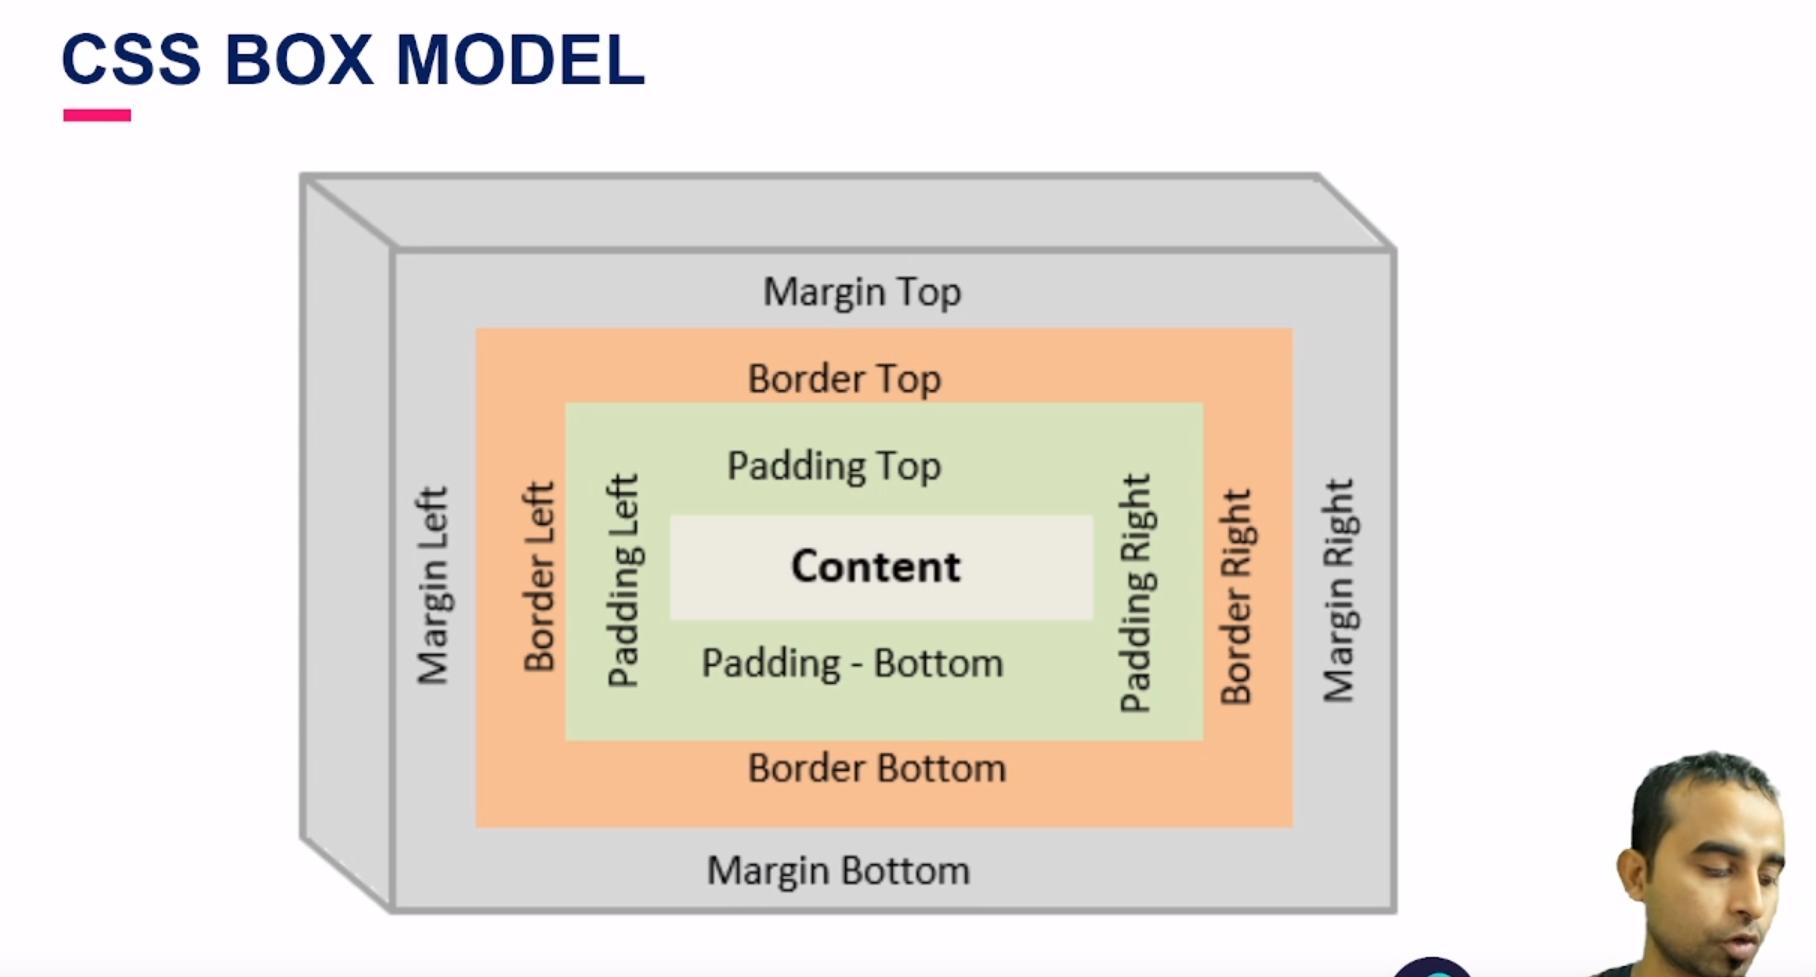 CSS BOX MODEL
Margin Top
Border Top
Padding Top
Margin Left
Border Left
Padding Left
Content
Padding Right
Border Right
Margin Right
Padding - Bottom
Border Bottom
Margin Bottom